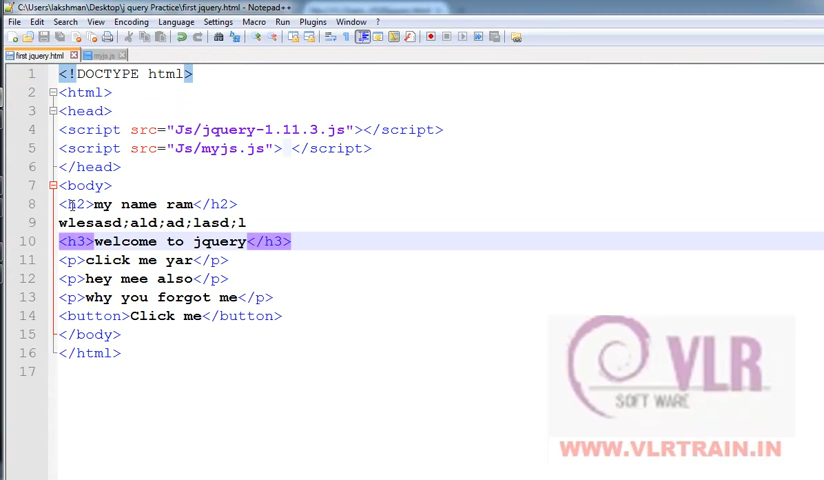 C:\Users\lakshman\Desktop\j query Practice\first jquery.html - Notepad++
File Edit Search View Encoding Language Settings Macro Run Plugins Window ?
first jquery.html myjs.js
1 <!DOCTYPE html>
2 <html>
3 <head>
4 <script src="Js/jquery-1.11.3.js"></script>
5 <script src="Js/myjs.js"> </script>
6 </head>
7 <body>
8 <h2>my name ram</h2>
9 wlesasd;ald;ad;lasd;l
10 <h3>welcome to jquery</h3>
11 <p>click me yar</p>
12 <p>hey mee also</p>
13 <p>why you forgot me</p>
14 <button>Click me</button>
15 </body>
16 </html>
17
VLR
SOFT WARE
WWW.VLRTRAIN.IN